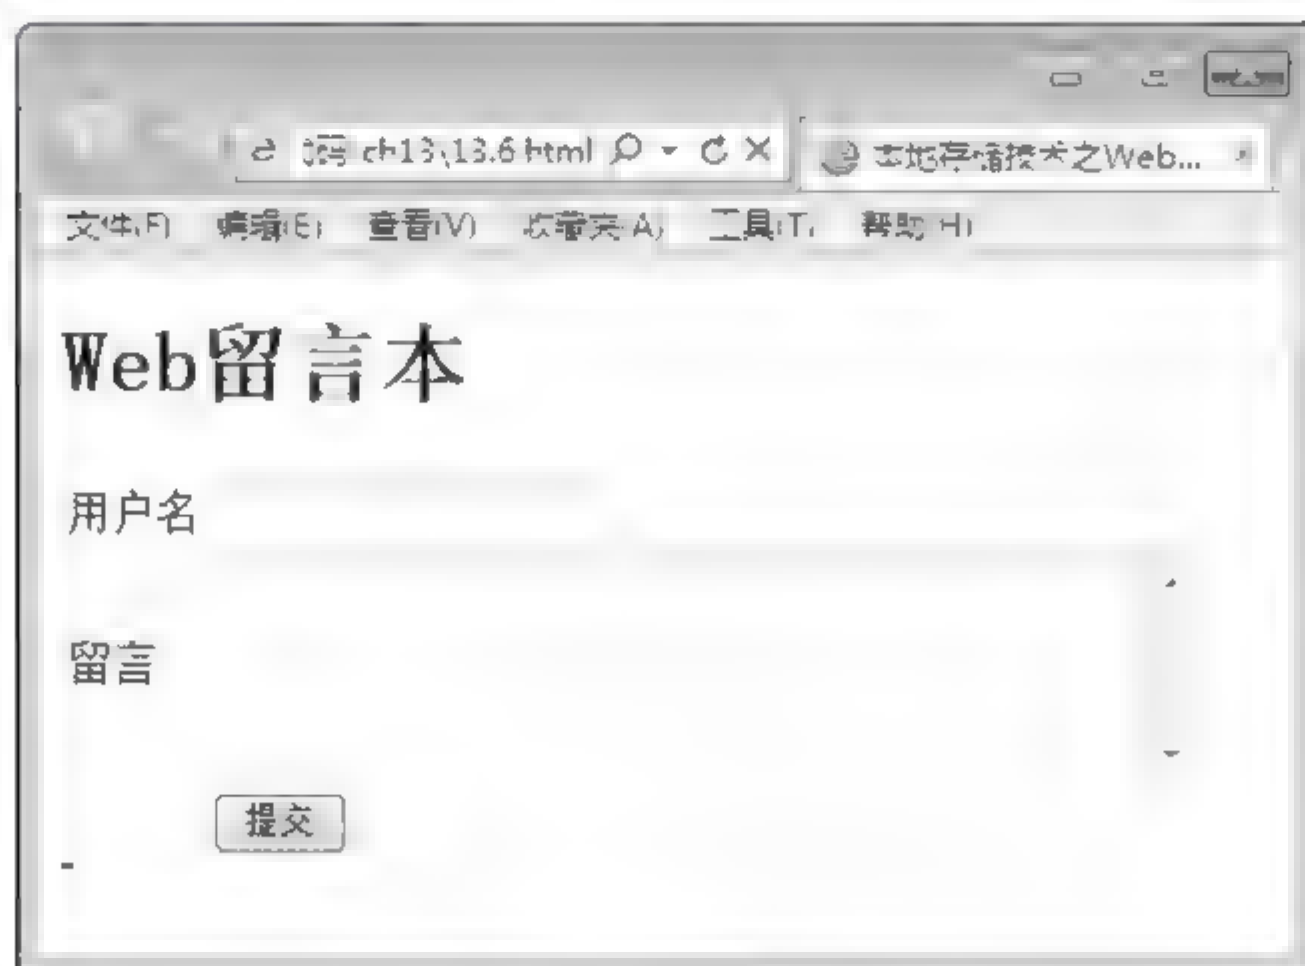 码 ch13\13.6.html
本地存储技术之Web...
文件(F) 编辑(E) 查看(V) 收藏夹(A) 工具(T) 帮助(H)
Web留言本
用户名
留言
提交